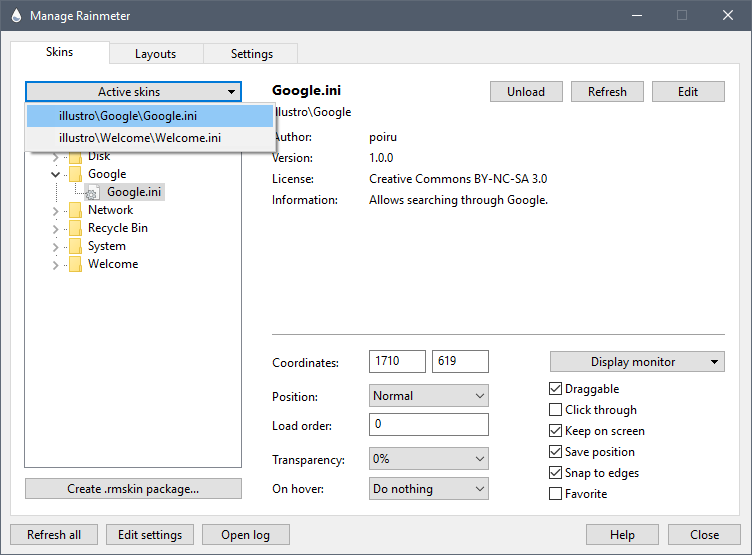 Manage Rainmeter
Skins
Layouts
Settings
Active skins
illustro\Google\Google.ini
illustro\Welcome\Welcome.ini
Disk
Google
Google.ini
Network
Recycle Bin
System
Welcome
Create .rmskin package...
Google.ini
illustro\Google
Unload
Refresh
Edit
Author: poiru
Version: 1.0.0
License: Creative Commons BY-NC-SA 3.0
Information: Allows searching through Google.
Coordinates: 1710 619
Position: Normal
Load order: 0
Transparency: 0%
On hover: Do nothing
Display monitor
Draggable
Click through
Keep on screen
Save position
Snap to edges
Favorite
Refresh all
Edit settings
Open log
Help
Close